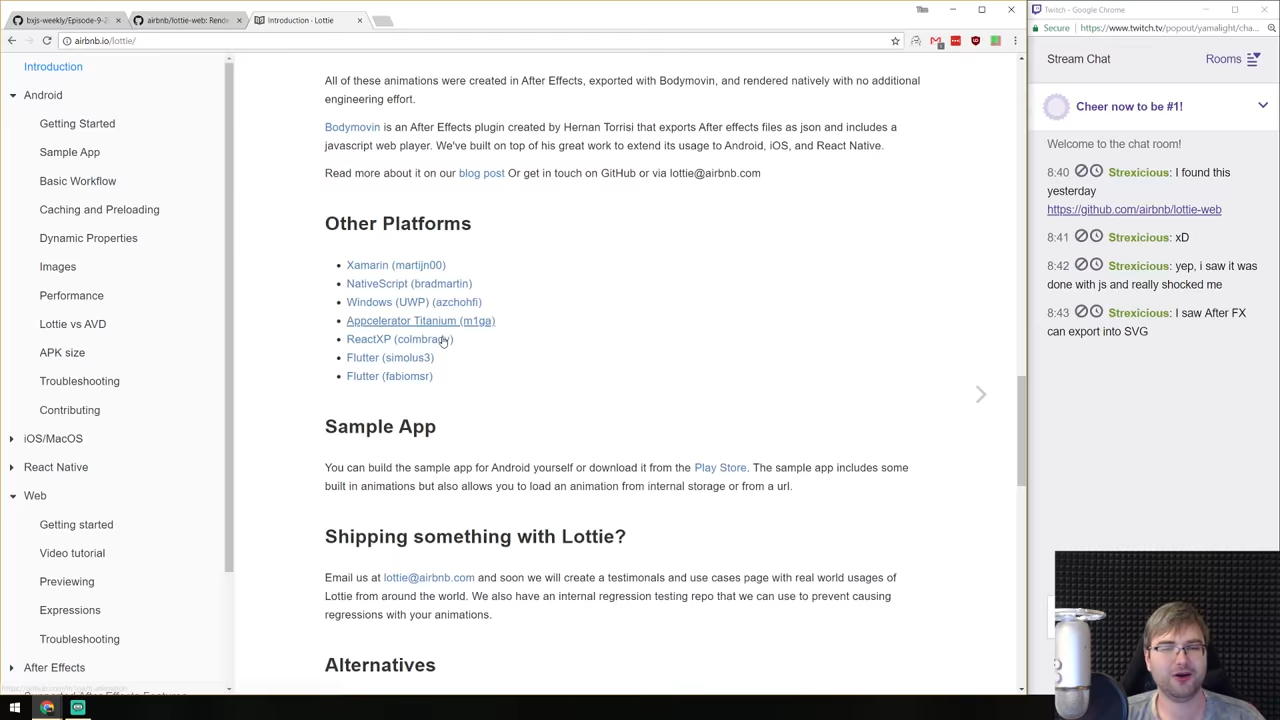 bxjs-weekly/Episode-9-2
airbnb/lottie-web: Rende
Introduction · Lottie
Twitch - Google Chrome
airbnb.io/lottie/
Secure
https://www.twitch.tv/popout/yamalight/cha...
Introduction
Android
Getting Started
Sample App
Basic Workflow
Caching and Preloading
Dynamic Properties
Images
Performance
Lottie vs AVD
APK size
Troubleshooting
Contributing
iOS/MacOS
React Native
Web
Getting started
Video tutorial
Previewing
Expressions
Troubleshooting
After Effects
All of these animations were created in After Effects, exported with Bodymovin, and rendered natively with no additional
engineering effort.
Bodymovin is an After Effects plugin created by Hernan Torrisi that exports After effects files as json and includes a
javascript web player. We've built on top of his great work to extend its usage to Android, iOS, and React Native.
Read more about it on our blog post Or get in touch on GitHub or via lottie@airbnb.com
Other Platforms
Xamarin (martijn00)
NativeScript (bradmartin)
Windows (UWP) (azchohfi)
Appcelerator Titanium (m1ga)
ReactXP (colmbrady)
Flutter (simolus3)
Flutter (fabiomsr)
Sample App
You can build the sample app for Android yourself or download it from the Play Store. The sample app includes some
built in animations but also allows you to load an animation from internal storage or from a url.
Shipping something with Lottie?
Email us at lottie@airbnb.com and soon we will create a testimonals and use cases page with real world usages of
Lottie from around the world. We also have an internal regression testing repo that we can use to prevent causing
regressions with your animations.
Alternatives
Stream Chat
Rooms
Cheer now to be #1!
Welcome to the chat room!
8:40 Strexicious: I found this
yesterday
https://github.com/airbnb/lottie-web
8:41 Strexicious: xD
8:42 Strexicious: yep, i saw it was
done with js and really shocked me
8:43 Strexicious: I saw After FX
can export into SVG